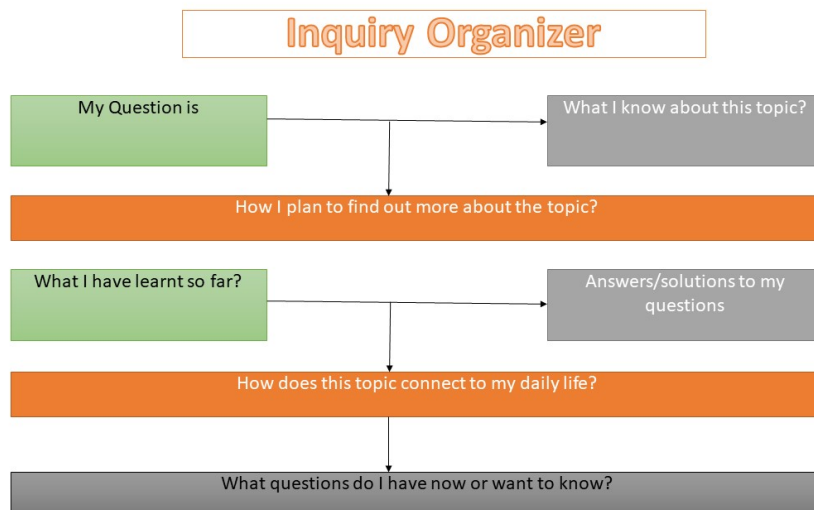 Inquiry Organizer
My Question is
What I know about this topic?
How I plan to find out more about the topic?
What I have learnt so far?
Answers/solutions to my
questions
How does this topic connect to my daily life?
What questions do I have now or want to know?